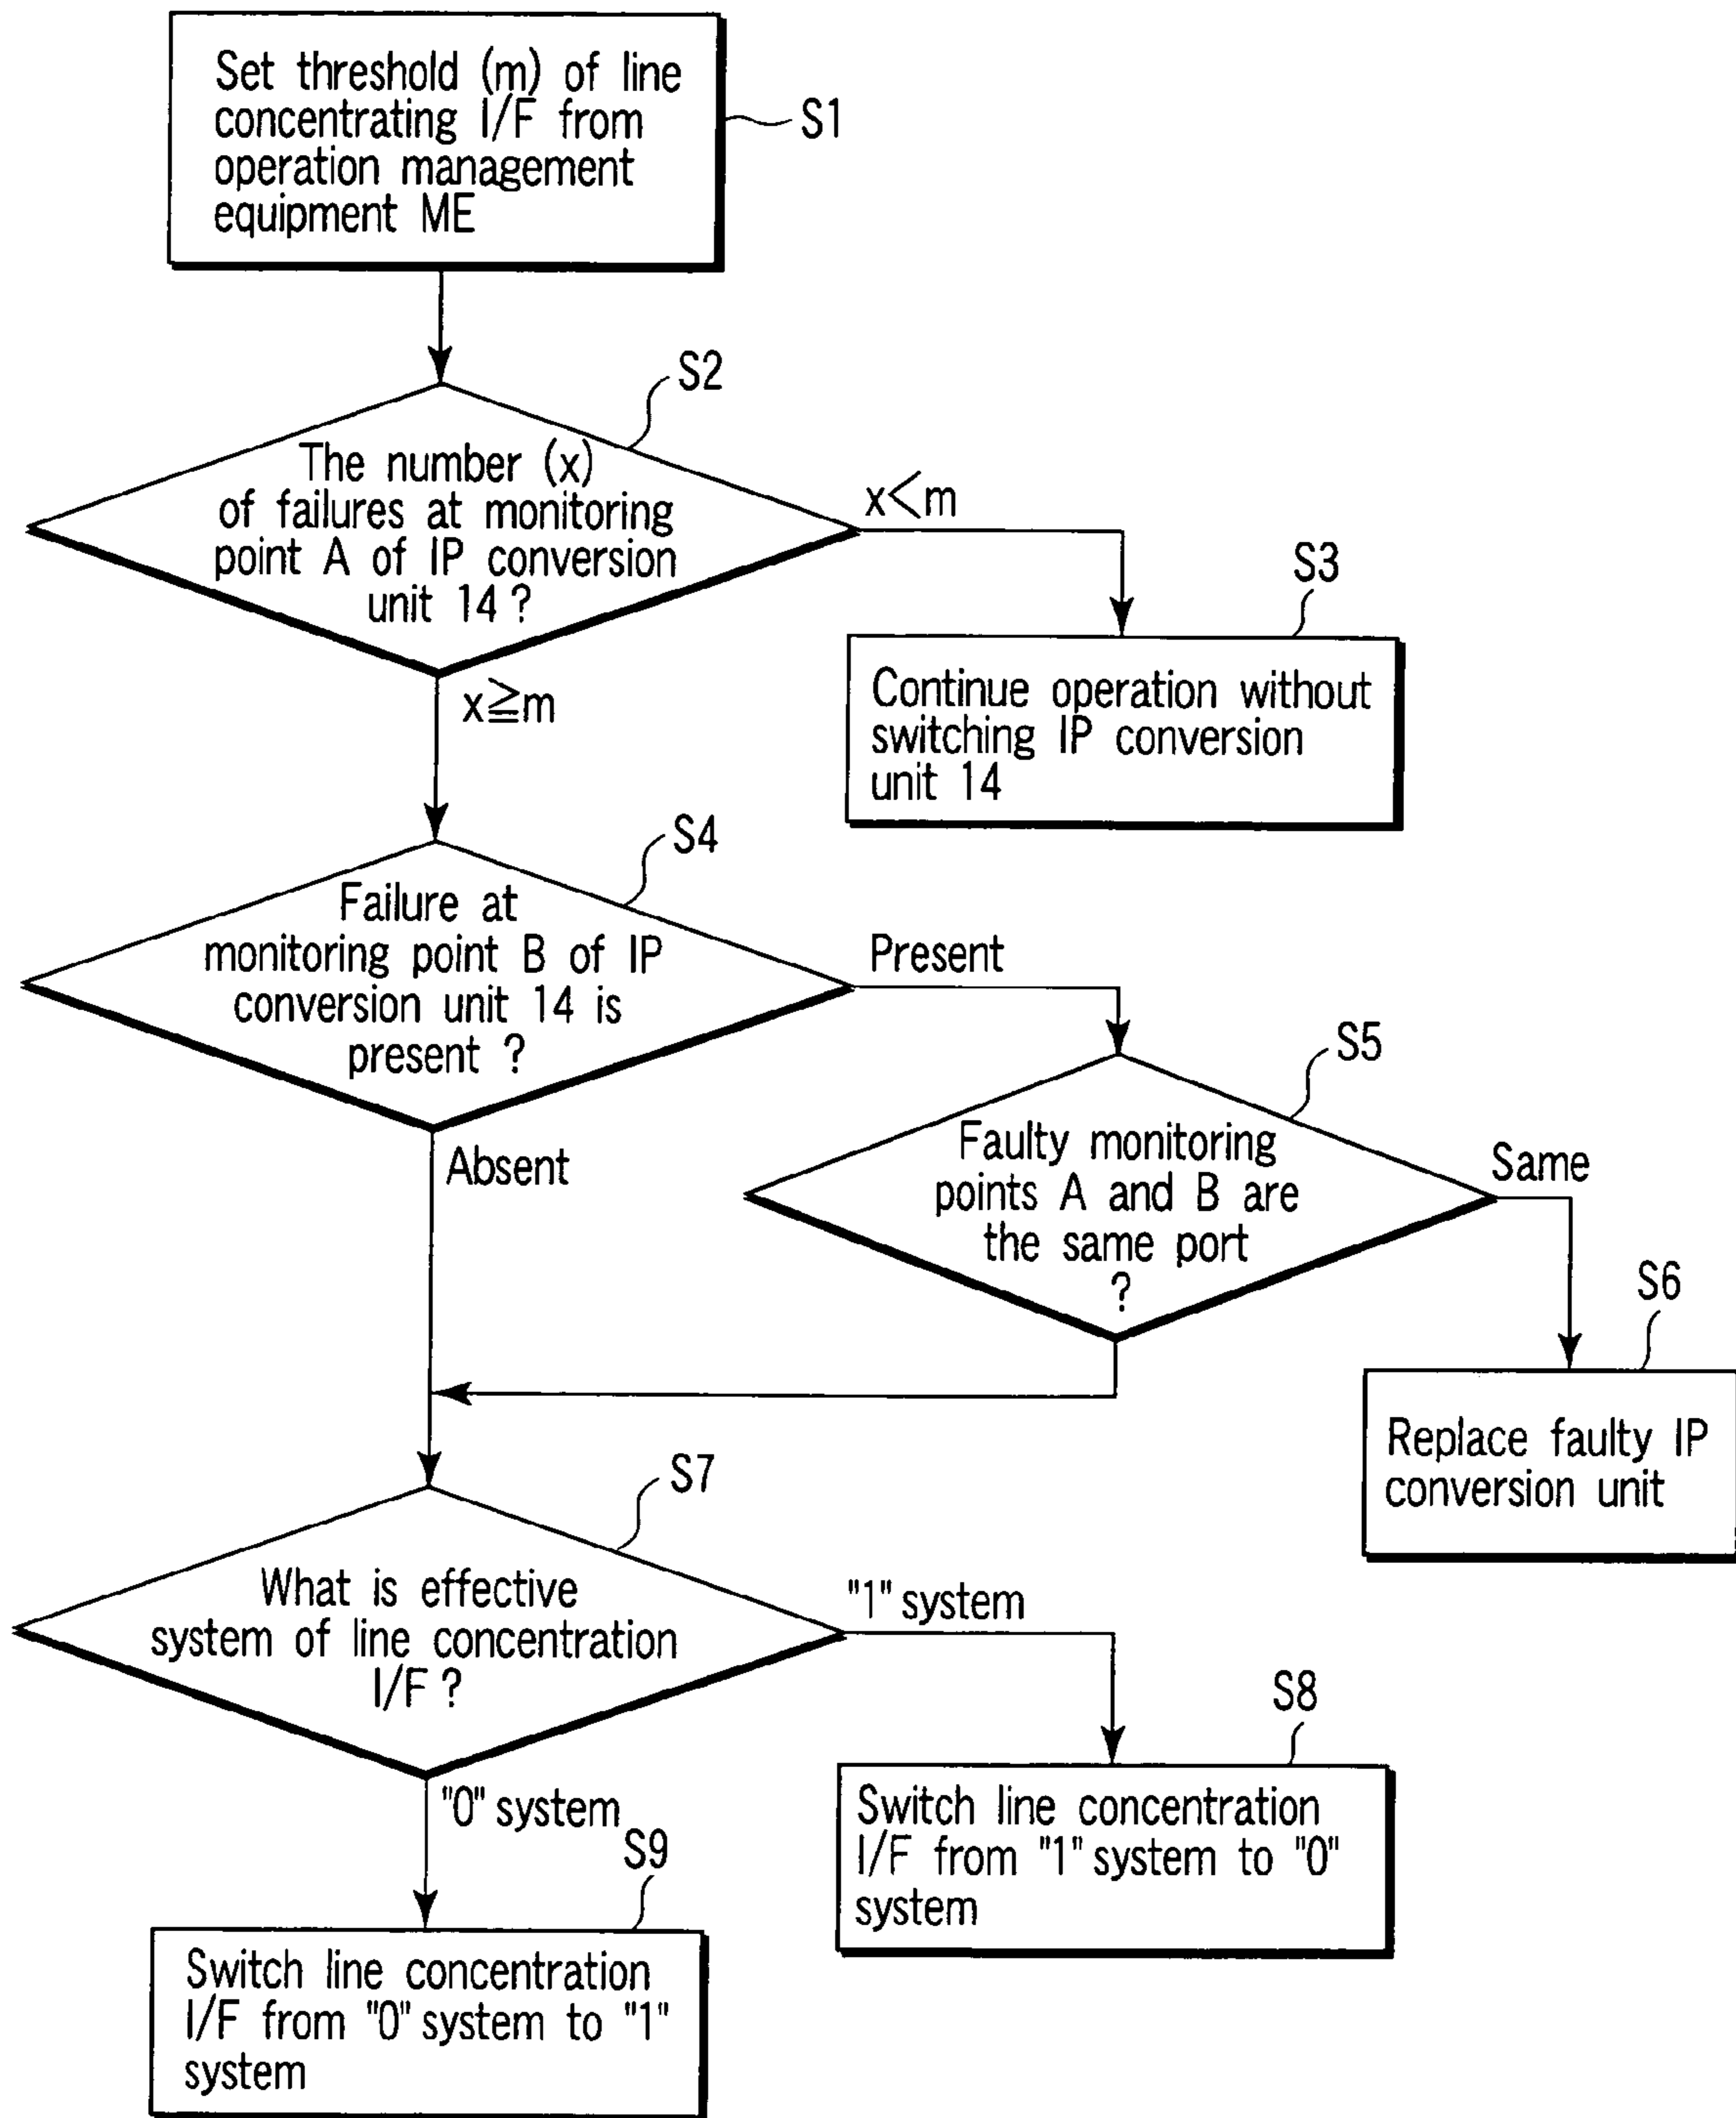 Set threshold (m) of line
concentrating I/F from
operation management
equipment ME
S1
S2
The number (x)
of failures at monitoring
point A of IP conversion
unit 14 ?
x<m
S3
Continue operation without
switching IP conversion
unit 14
x≧m
S4
Failure at
monitoring point B of IP
conversion unit 14 is
present ?
Present
S5
Faulty monitoring
points A and B are
the same port
?
Same
Absent
S6
Replace faulty IP
conversion unit
S7
What is effective
system of line concentration
I/F ?
"1" system
S8
Switch line concentration
I/F from "1" system to "0"
system
"0" system
S9
Switch line concentration
I/F from "0" system to "1"
system